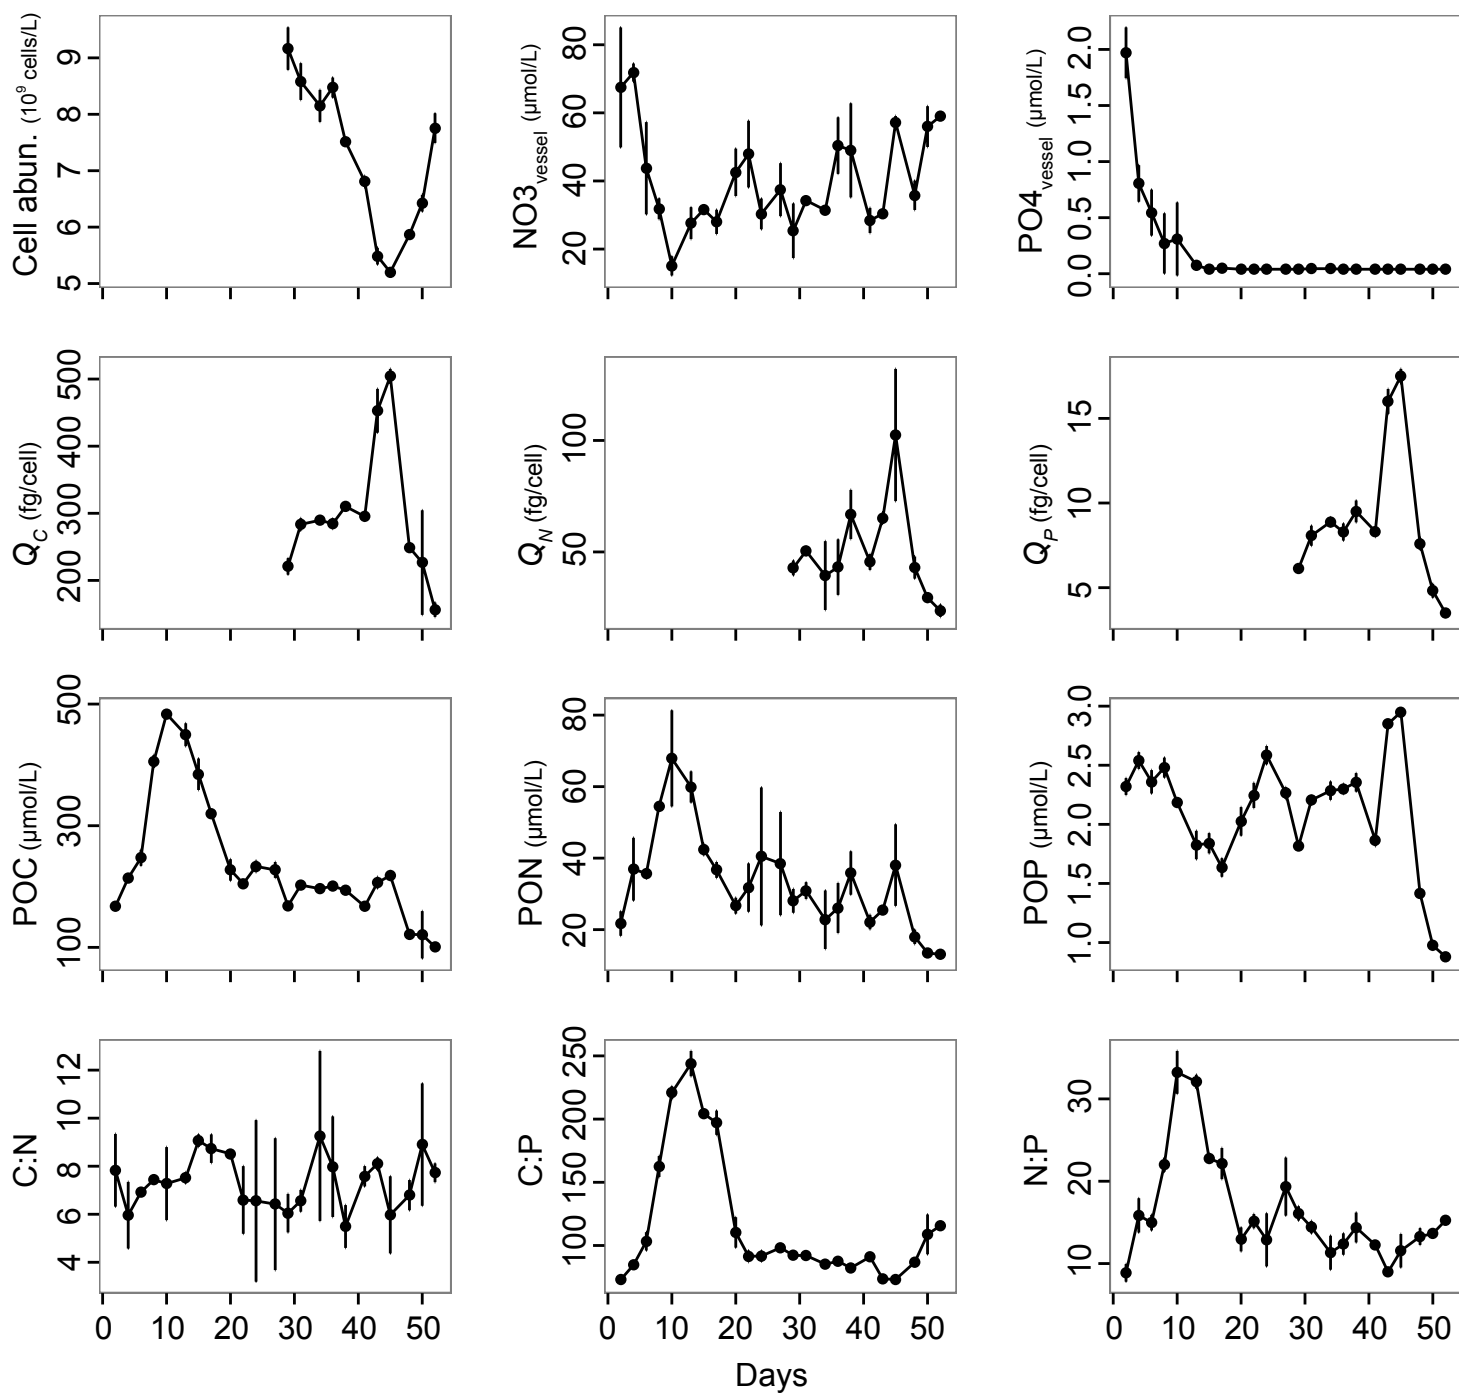 Cell abun. (10⁹ cells/L)
5 6 7 8 9
NO3vessel (µmol/L)
20 40 60 80
PO4vessel (µmol/L)
0.0 0.5 1.0 1.5 2.0
QC (fg/cell)
200 300 400 500
QN (fg/cell)
50 100
QP (fg/cell)
5 10 15
POC (µmol/L)
100 300 500
PON (µmol/L)
20 40 60 80
POP (µmol/L)
1.0 1.5 2.0 2.5 3.0
C:N
4 6 8 10 12
C:P
100 150 200 250
N:P
10 20 30
0 10 20 30 40 50
0 10 20 30 40 50
0 10 20 30 40 50
Days